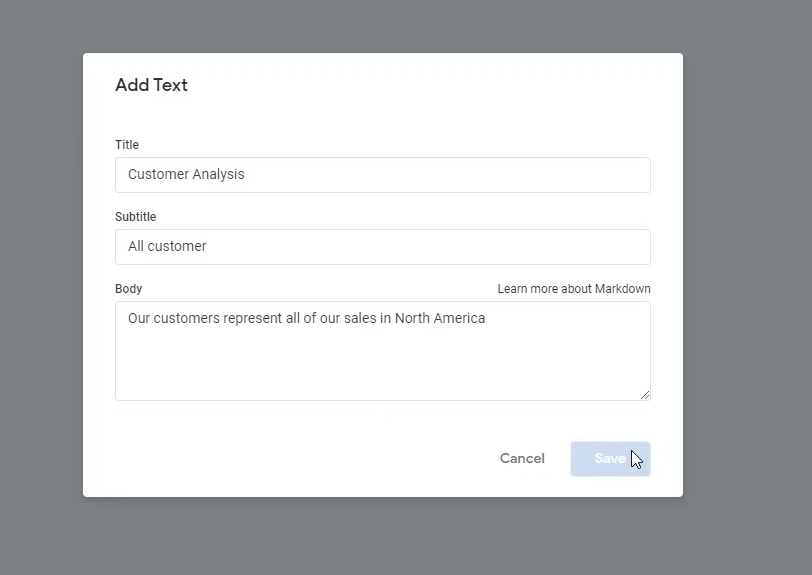 Add Text
Title
Customer Analysis
Subtitle
All customer
Body Learn more about Markdown
Our customers represent all of our sales in North America
Cancel Save